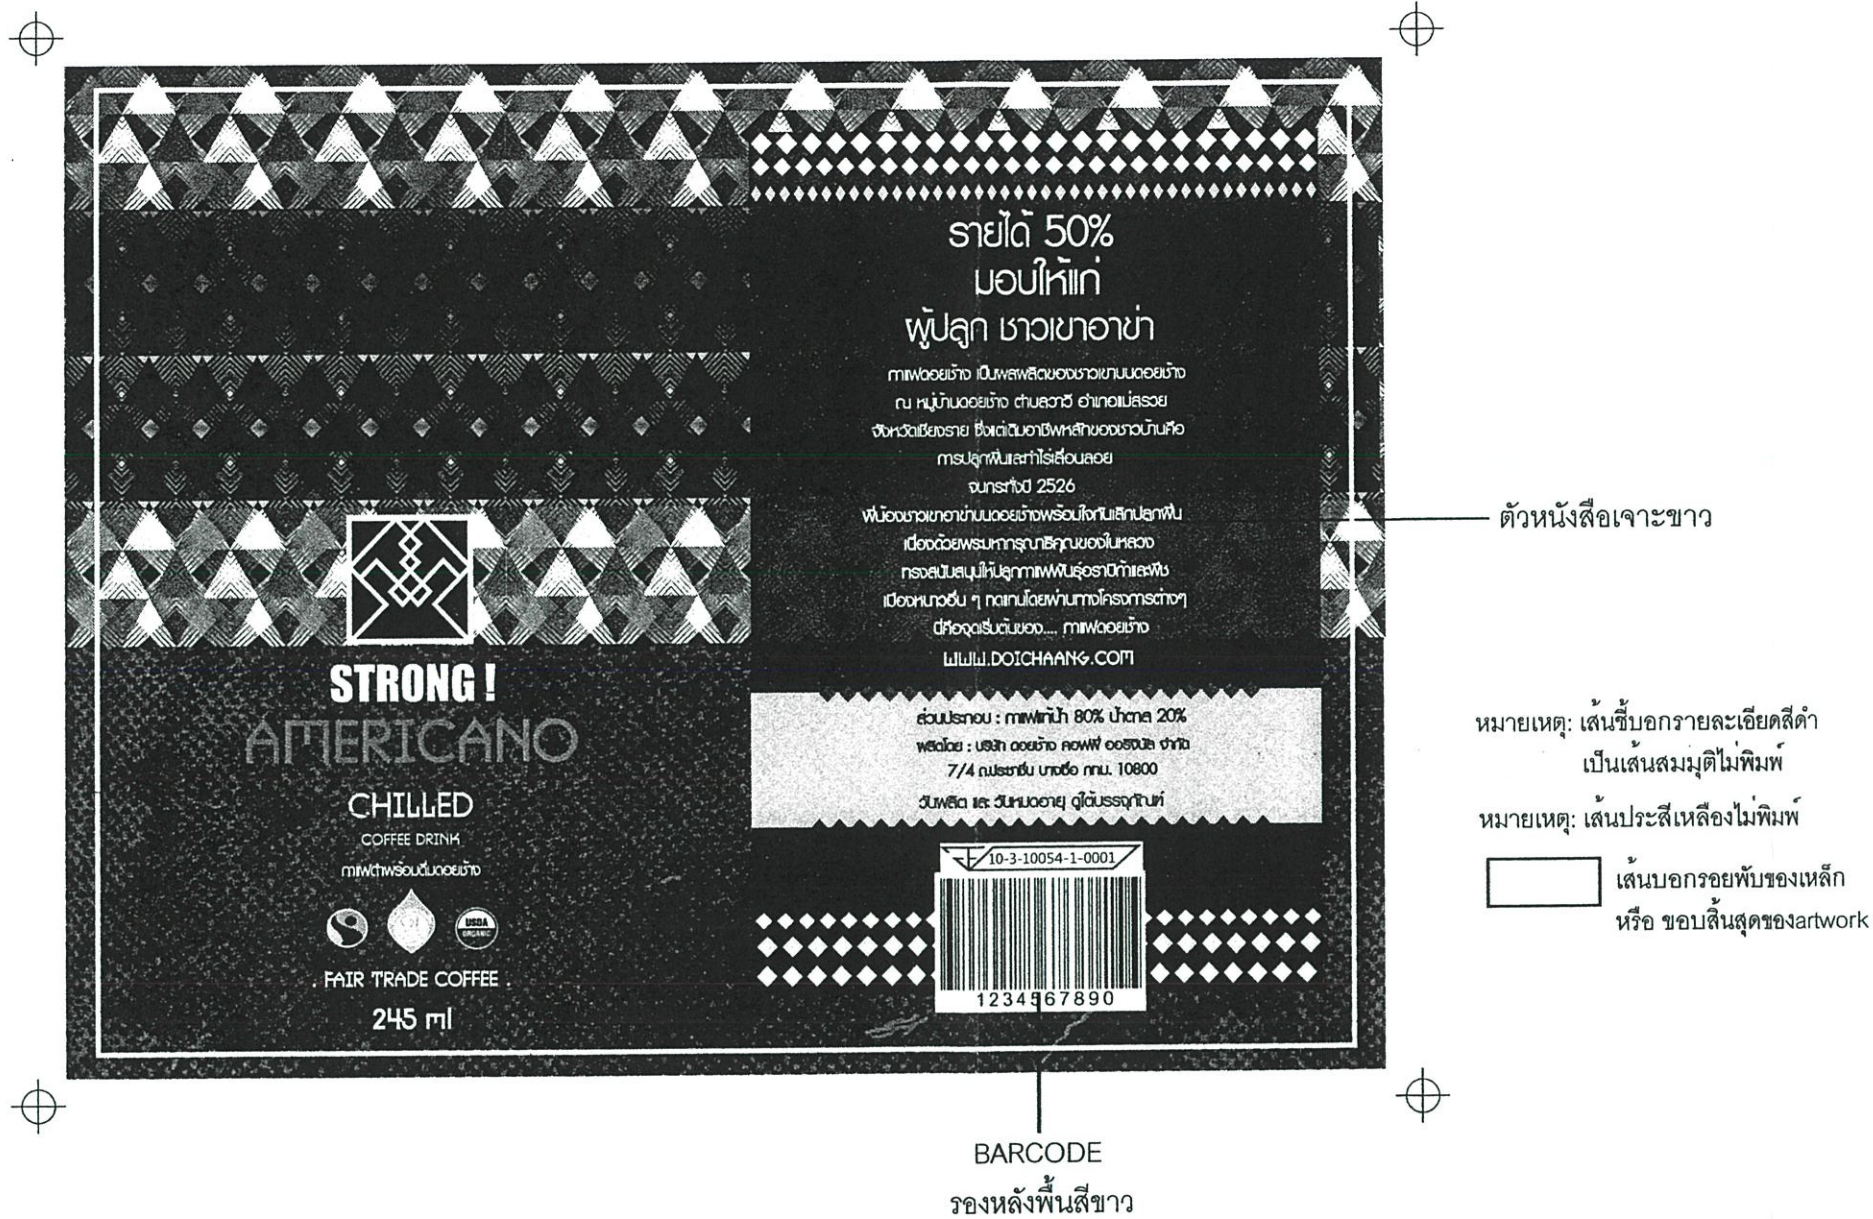 STRONG !
AMERICANO
CHILLED
COFFEE DRINK
กาแฟดำพร้อมดื่มดอยช้าง
USDA
ORGANIC
. FAIR TRADE COFFEE .
245 ml
รายได้ 50%
มอบให้แก่
ผู้ปลูก ชาวเขาอาข่า
กาแฟดอยช้าง เป็นผลผลิตของชาวเขาบนดอยช้าง
ณ หมู่บ้านดอยช้าง ตำบลวาวี อำเภอแม่สรวย
จังหวัดเชียงราย ซึ่งแต่เดิมอาชีพหลักของชาวบ้านคือ
การปลูกฝิ่นและทำไร่เลื่อนลอย
จนกระทั่งปี 2526
พี่น้องชาวเขาอาข่าบนดอยช้างพร้อมใจกันเลิกปลูกฝิ่น
เนื่องด้วยพระมหากรุณาธิคุณของในหลวง
ทรงสนับสนุนให้ปลูกกาแฟพันธุ์อราบิก้าและพืช
เมืองหนาวอื่น ๆ ทดแทนโดยผ่านทางโครงการต่างๆ
นี่คือจุดเริ่มต้นของ.... กาแฟดอยช้าง
WWW.DOICHAANG.COM
ส่วนประกอบ : กาแฟแท้น้ำ 80% น้ำตาล 20%
ผลิตโดย : บริษัท ดอยช้าง คอฟฟี่ ออริจินัล จำกัด
7/4 ถ.ประชาชื่น บางซื่อ กทม. 10800
วันผลิต และ วันหมดอายุ ดูใต้บรรจุภัณฑ์
10-3-10054-1-0001
1234567890
ตัวหนังสือเจาะขาว
หมายเหตุ: เส้นชี้บอกรายละเอียดสีดำ
เป็นเส้นสมมุติไม่พิมพ์
หมายเหตุ: เส้นประสีเหลืองไม่พิมพ์
เส้นบอกรอยพับของเหล็ก
หรือ ขอบสิ้นสุดของartwork
BARCODE
รองหลังพื้นสีขาว